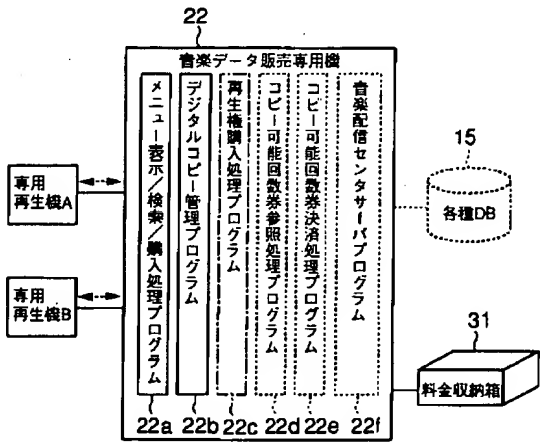 22
音楽データ販売専用機
メニュー表示/検索/購入処理プログラム
デジタルコピー管理プログラム
再生権購入処理プログラム
コピー可能回数券参照処理プログラム
コピー可能回数券決済処理プログラム
音楽配信センタサーバプログラム
22a 22b 22c 22d 22e 22f
専用
再生機A
専用
再生機B
15
各種DB
31
料金収納箱